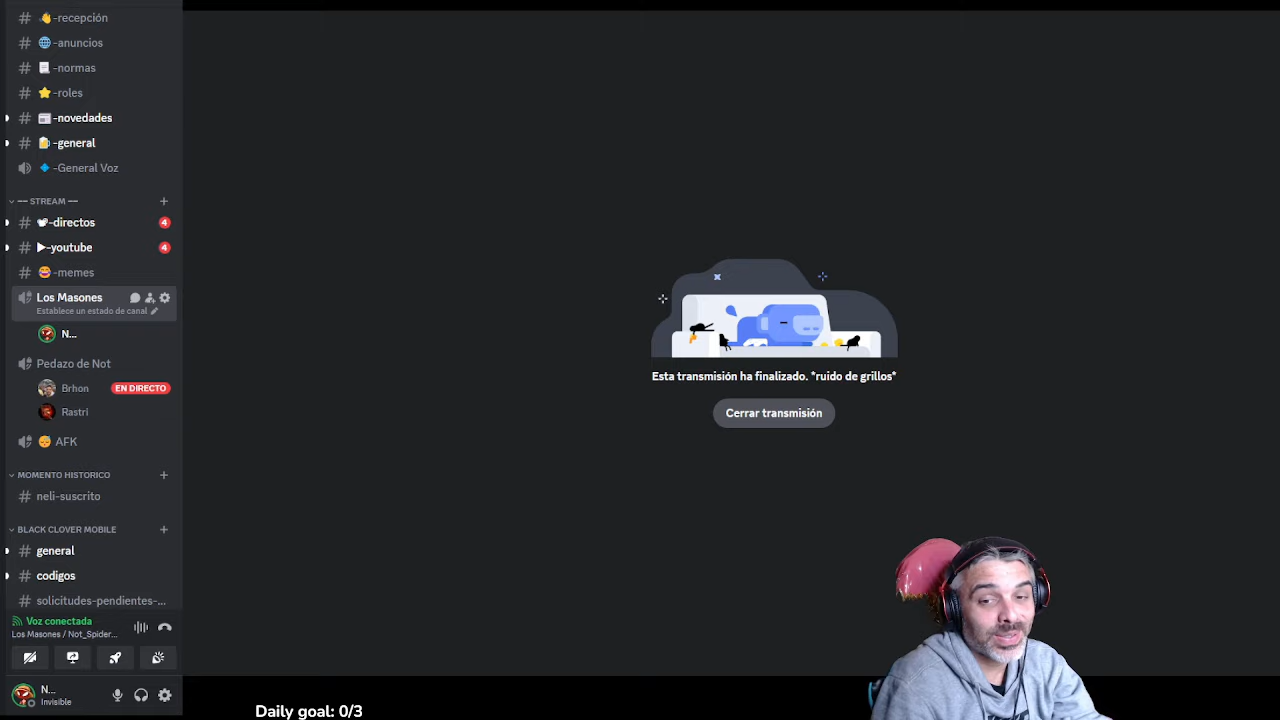 -recepción
-anuncios
-normas
-roles
-novedades
-general
-General Voz
STREAM
-directos
4
-youtube
4
-memes
Los Masones
Establece un estado de canal
N...
Pedazo de Not
Brhon
EN DIRECTO
Rastri
AFK
MOMENTO HISTORICO
neli-suscrito
BLACK CLOVER MOBILE
general
codigos
solicitudes-pendientes-...
Voz conectada
Los Masones / Not_Spider...
N...
Invisible
Esta transmisión ha finalizado. *ruido de grillos*
Cerrar transmisión
Daily goal: 0/3